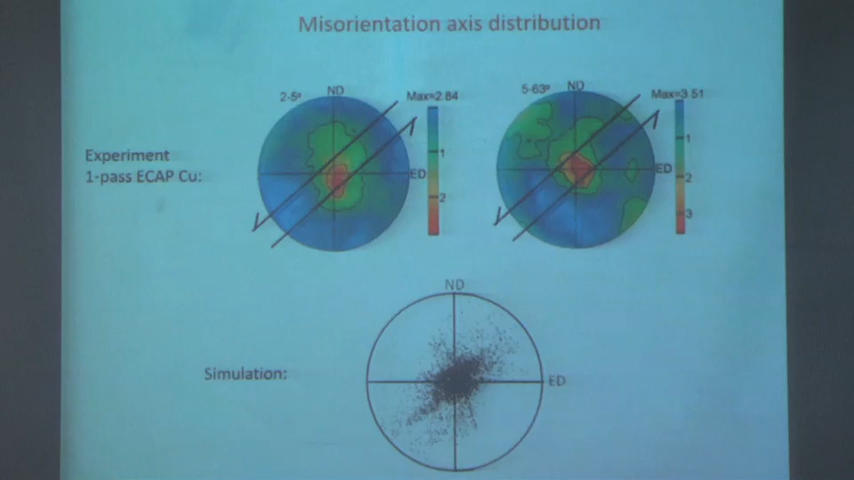 Misorientation axis distribution
2-5º
ND
Max=2.84
1
2
ED
5-63º
ND
Max=3.51
1
2
3
ED
Experiment
1-pass ECAP Cu:
ND
Simulation:
ED